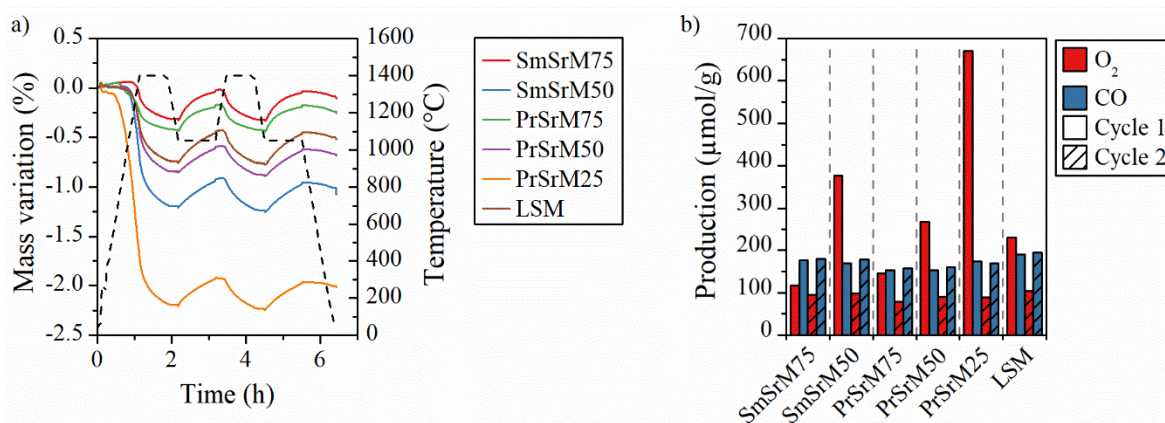 a)
Mass variation (%)
0.5
0.0
-0.5
-1.0
-1.5
-2.0
-2.5
0
2
4
6
Time (h)
1600
1400
1200
1000
800
600
400
200
0
Temperature (°C)
SmSrM75
SmSrM50
PrSrM75
PrSrM50
PrSrM25
LSM
b)
Production (µmol/g)
700
600
500
400
300
200
100
0
SmSrM75
SmSrM50
PrSrM75
PrSrM50
PrSrM25
LSM
O₂
CO
Cycle 1
Cycle 2